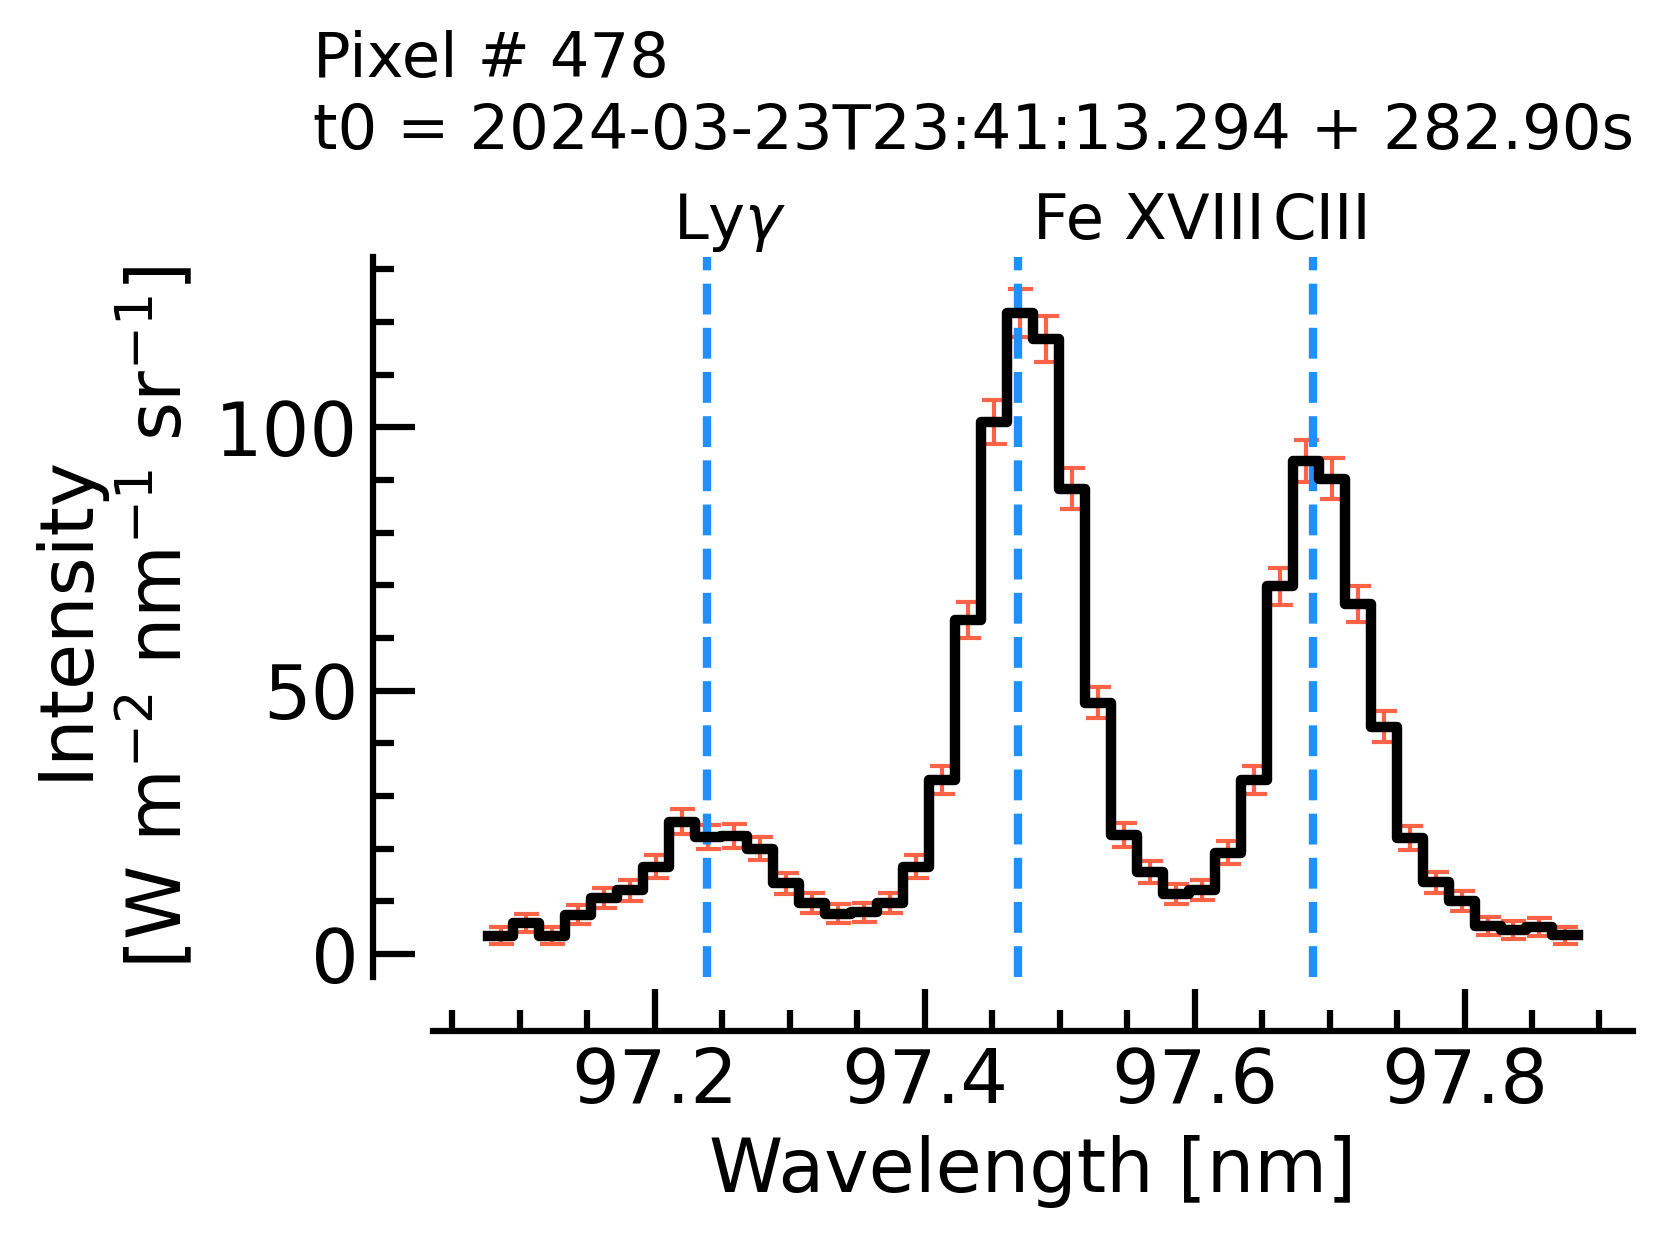 Pixel # 478
t0 = 2024-03-23T23:41:13.294 + 282.90s
Lyγ Fe XVIII CIII
Intensity
[W m⁻² nm⁻¹ sr⁻¹]
100
50
0
97.2 97.4 97.6 97.8
Wavelength [nm]